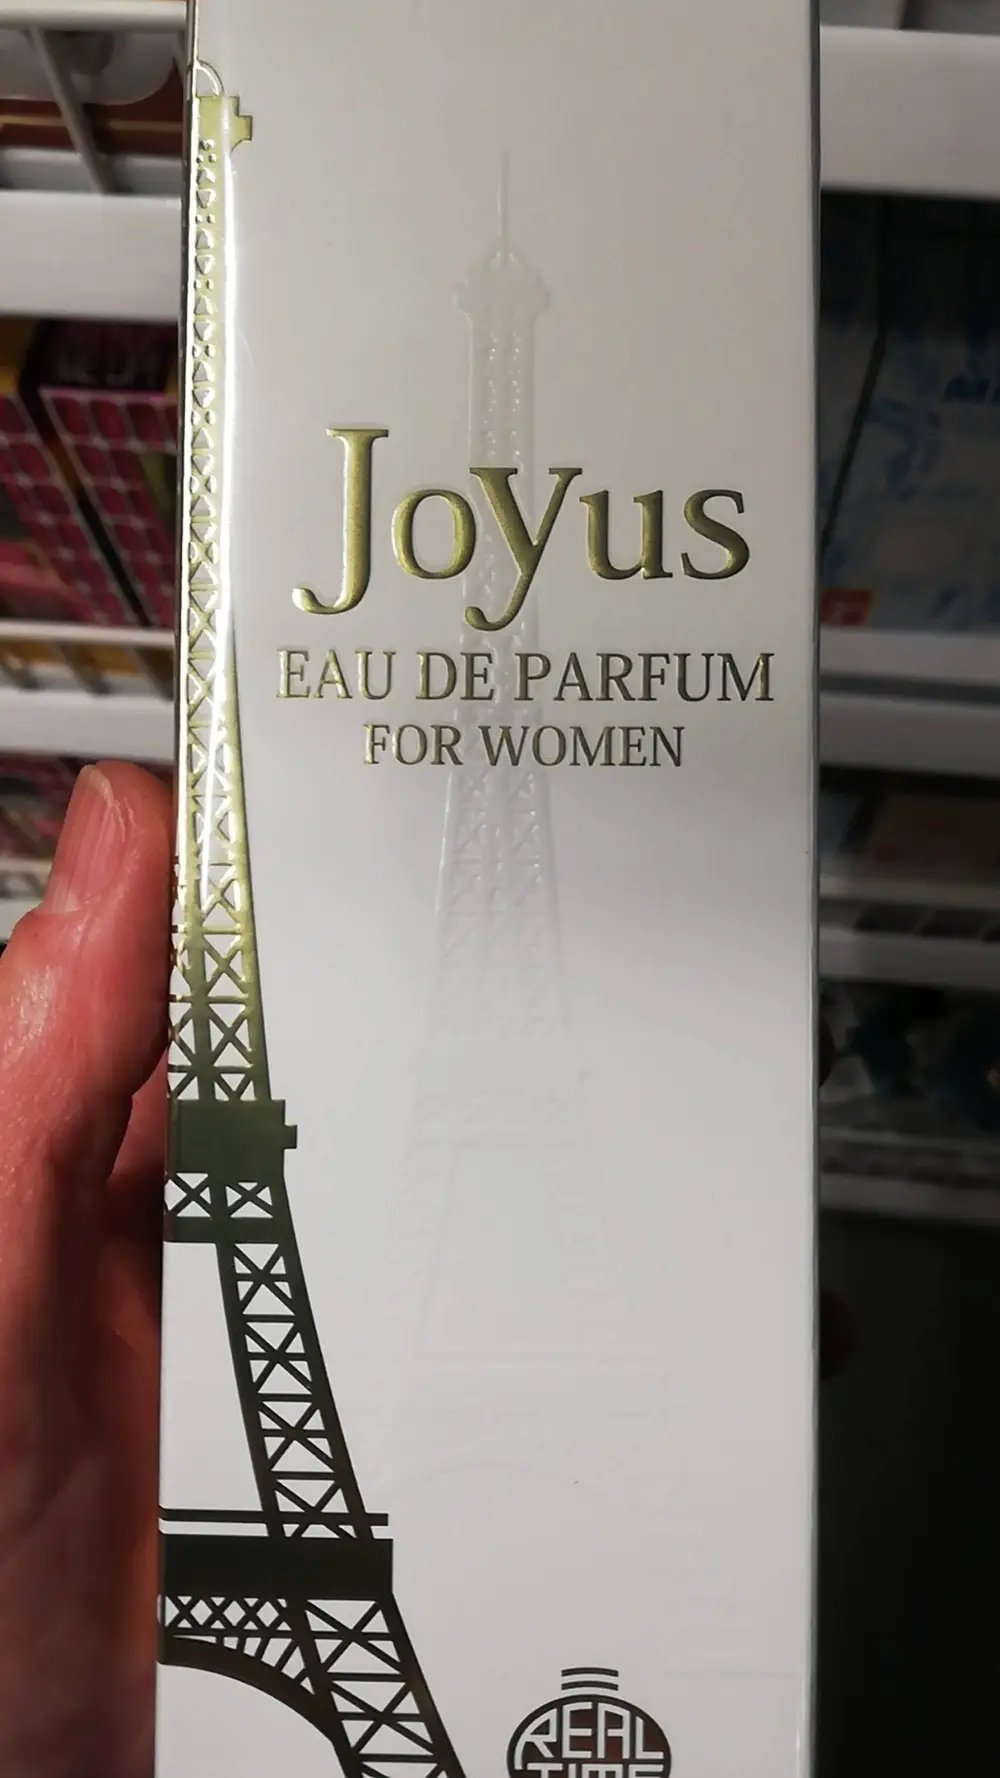 Joyus
EAU DE PARFUM
FOR WOMEN
REAL
TIME